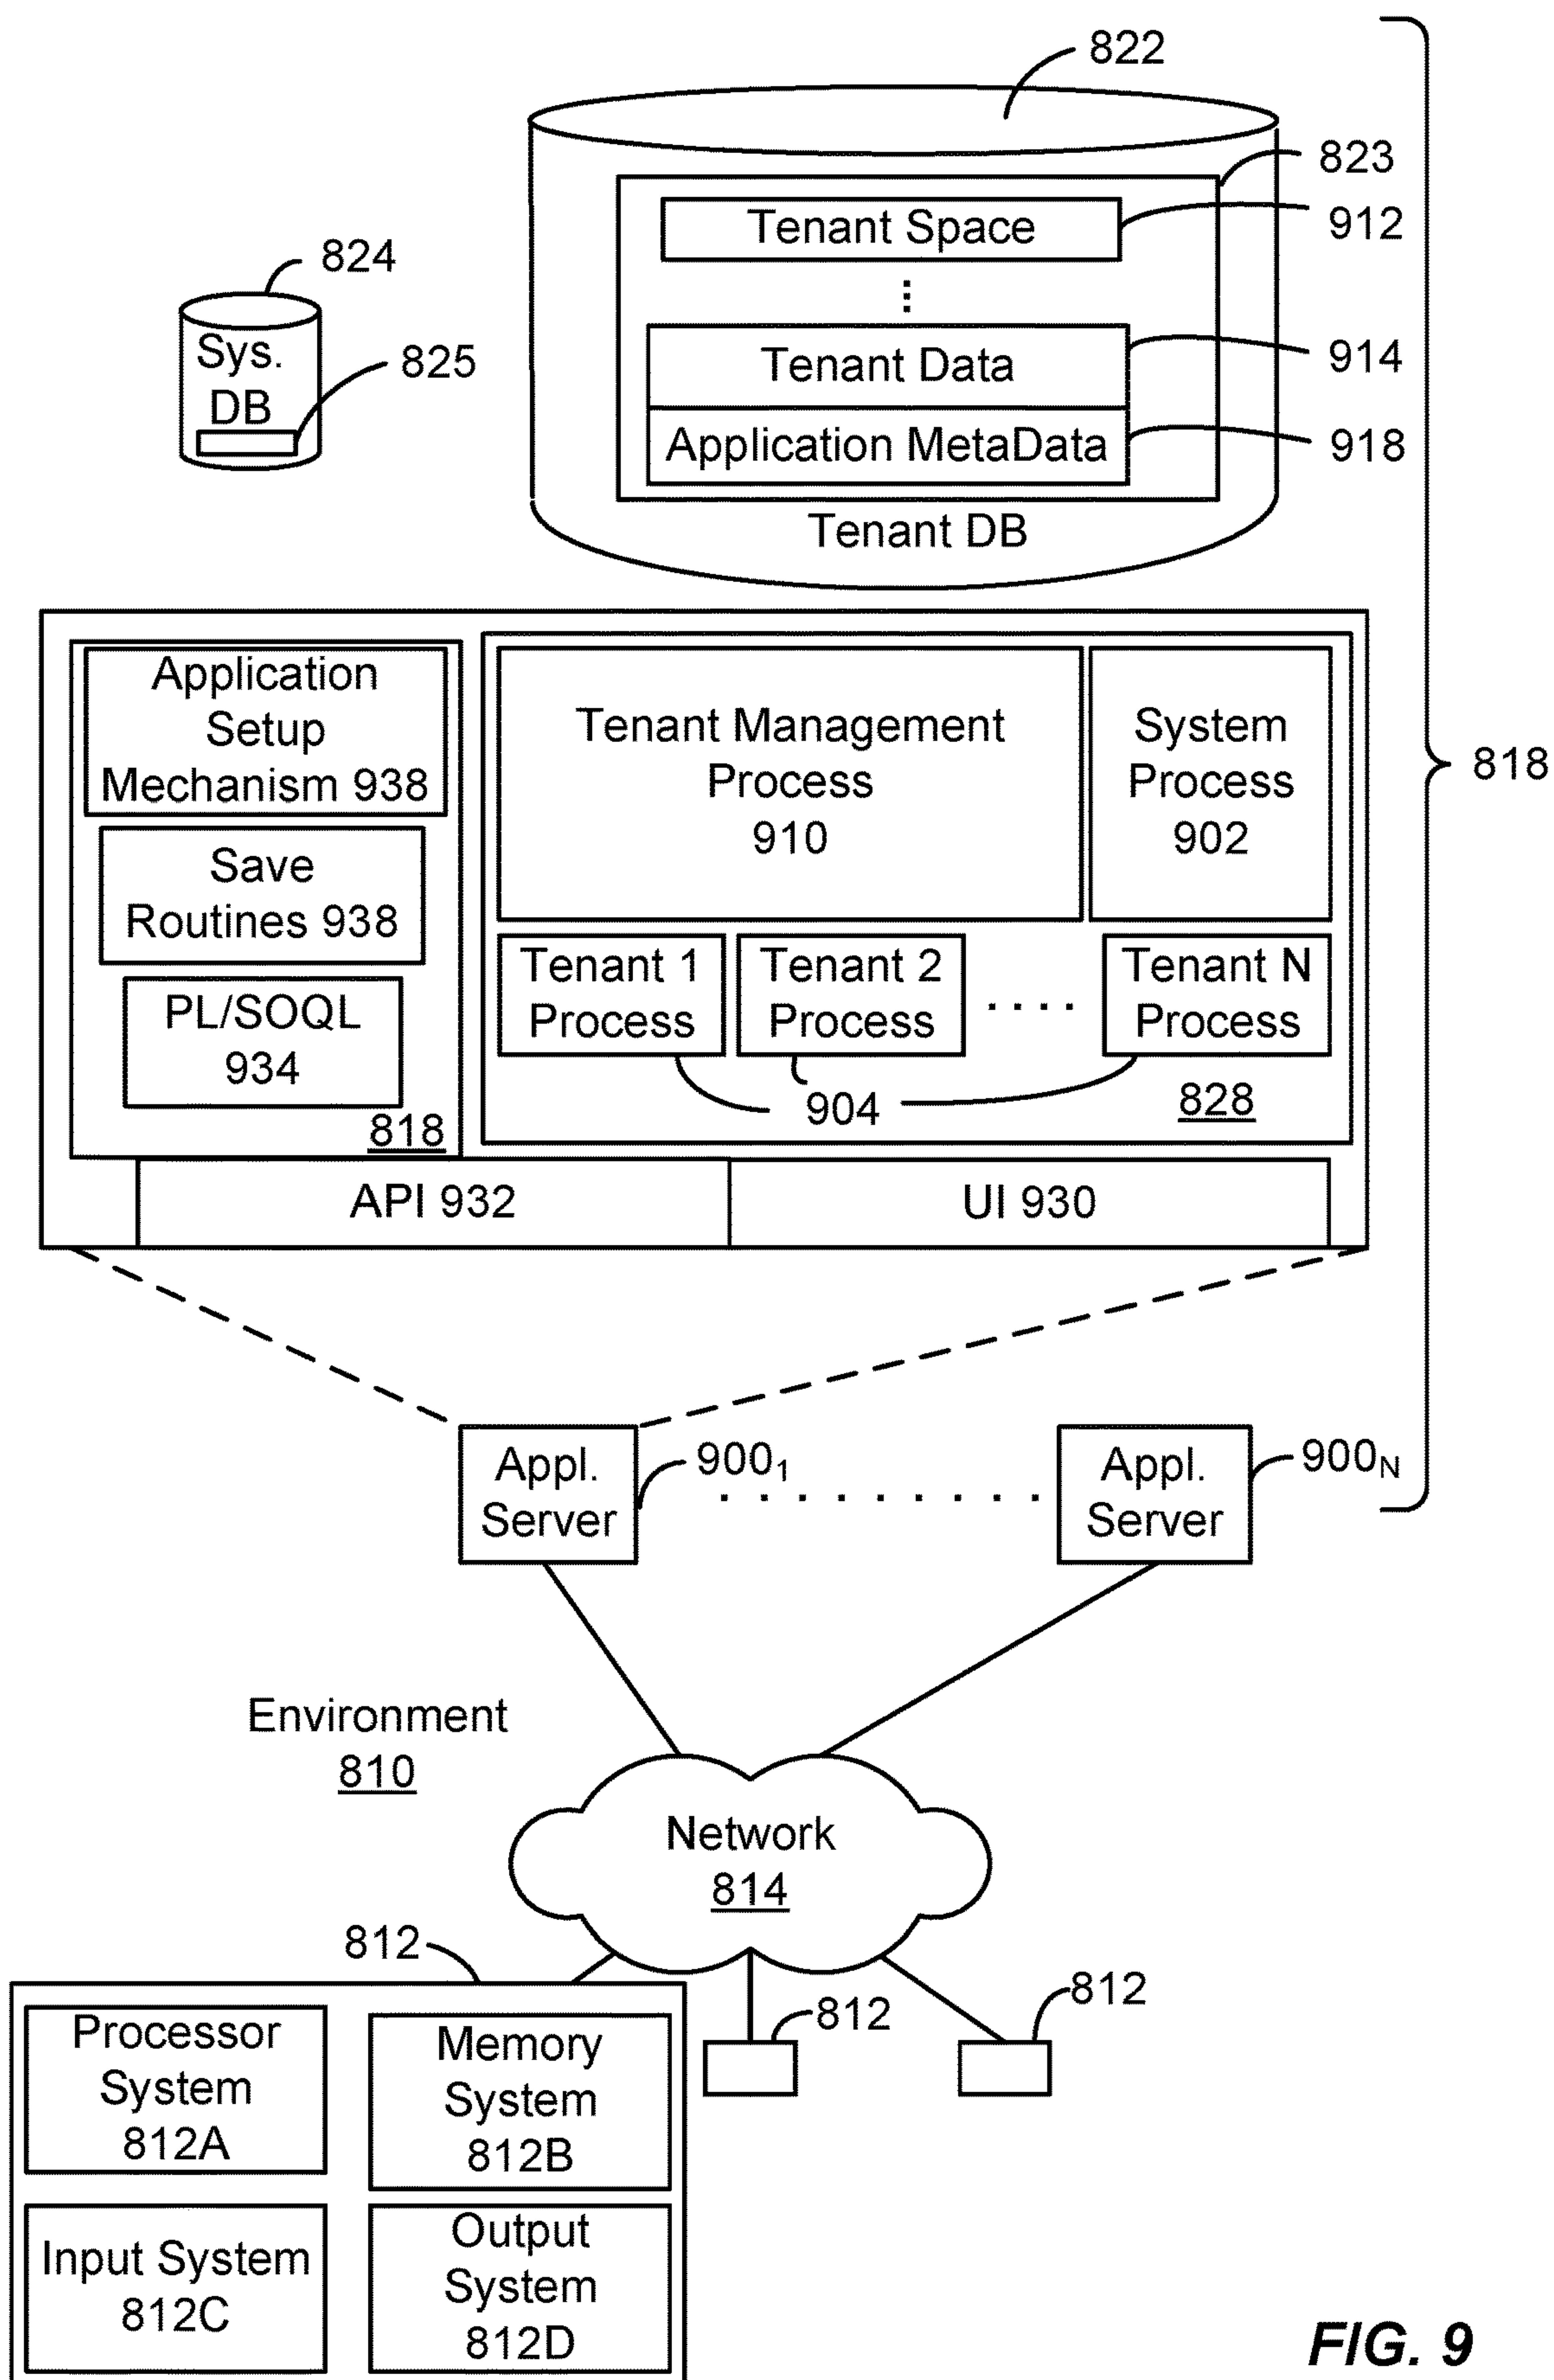 822
823
Tenant Space
912
824
Sys.
DB
825
Tenant Data
914
Application MetaData
918
Tenant DB
Application
Setup
Mechanism 938
Save
Routines 938
PL/SOQL
934
818
Tenant Management
Process
910
System
Process
902
818
Tenant 1
Process
Tenant 2
Process
. . . .
Tenant N
Process
904
828
API 932
UI 930
Appl.
Server
900₁
. . . . . . . . .
Appl.
Server
900N
Environment
810
Network
814
812
812
812
Processor
System
812A
Memory
System
812B
Input System
812C
Output
System
812D
FIG. 9